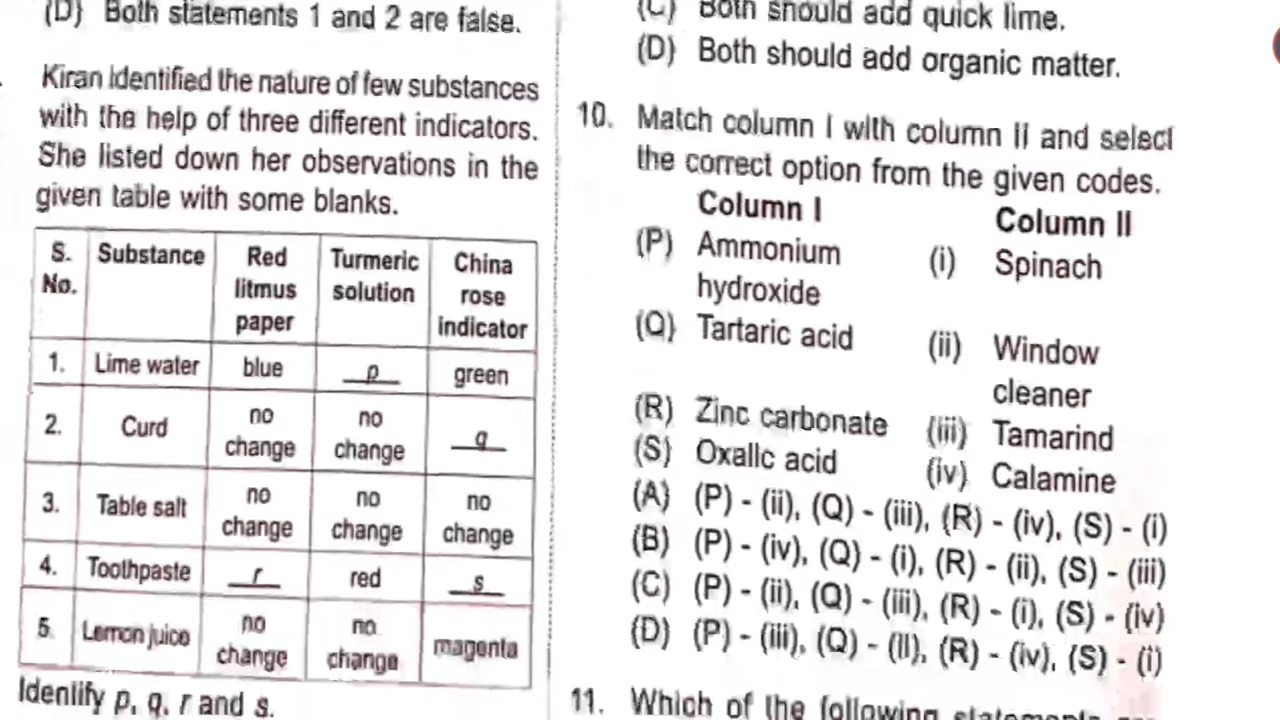 (D) Both statements 1 and 2 are false.
Kiran identified the nature of few substances
with the help of three different indicators.
She listed down her observations in the
given table with some blanks.
S. No. Substance Red litmus paper Turmeric solution China rose indicator
1. Lime water blue p green
2. Curd no change no change q
3. Table salt no change no change no change
4. Toothpaste r red s
5. Lemon juice no change no change magenta
Identify p, q, r and s.
(C) Both should add quick lime.
(D) Both should add organic matter.
10. Match column I with column II and select
the correct option from the given codes.
Column I Column II
(P) Ammonium hydroxide (i) Spinach
(Q) Tartaric acid (ii) Window cleaner
(R) Zinc carbonate (iii) Tamarind
(S) Oxalic acid (iv) Calamine
(A) (P) - (ii), (Q) - (iii), (R) - (iv), (S) - (i)
(B) (P) - (iv), (Q) - (i), (R) - (ii), (S) - (iii)
(C) (P) - (ii), (Q) - (iii), (R) - (i), (S) - (iv)
(D) (P) - (iii), (Q) - (II), (R) - (iv), (S) - (i)
11. Which of the following statements